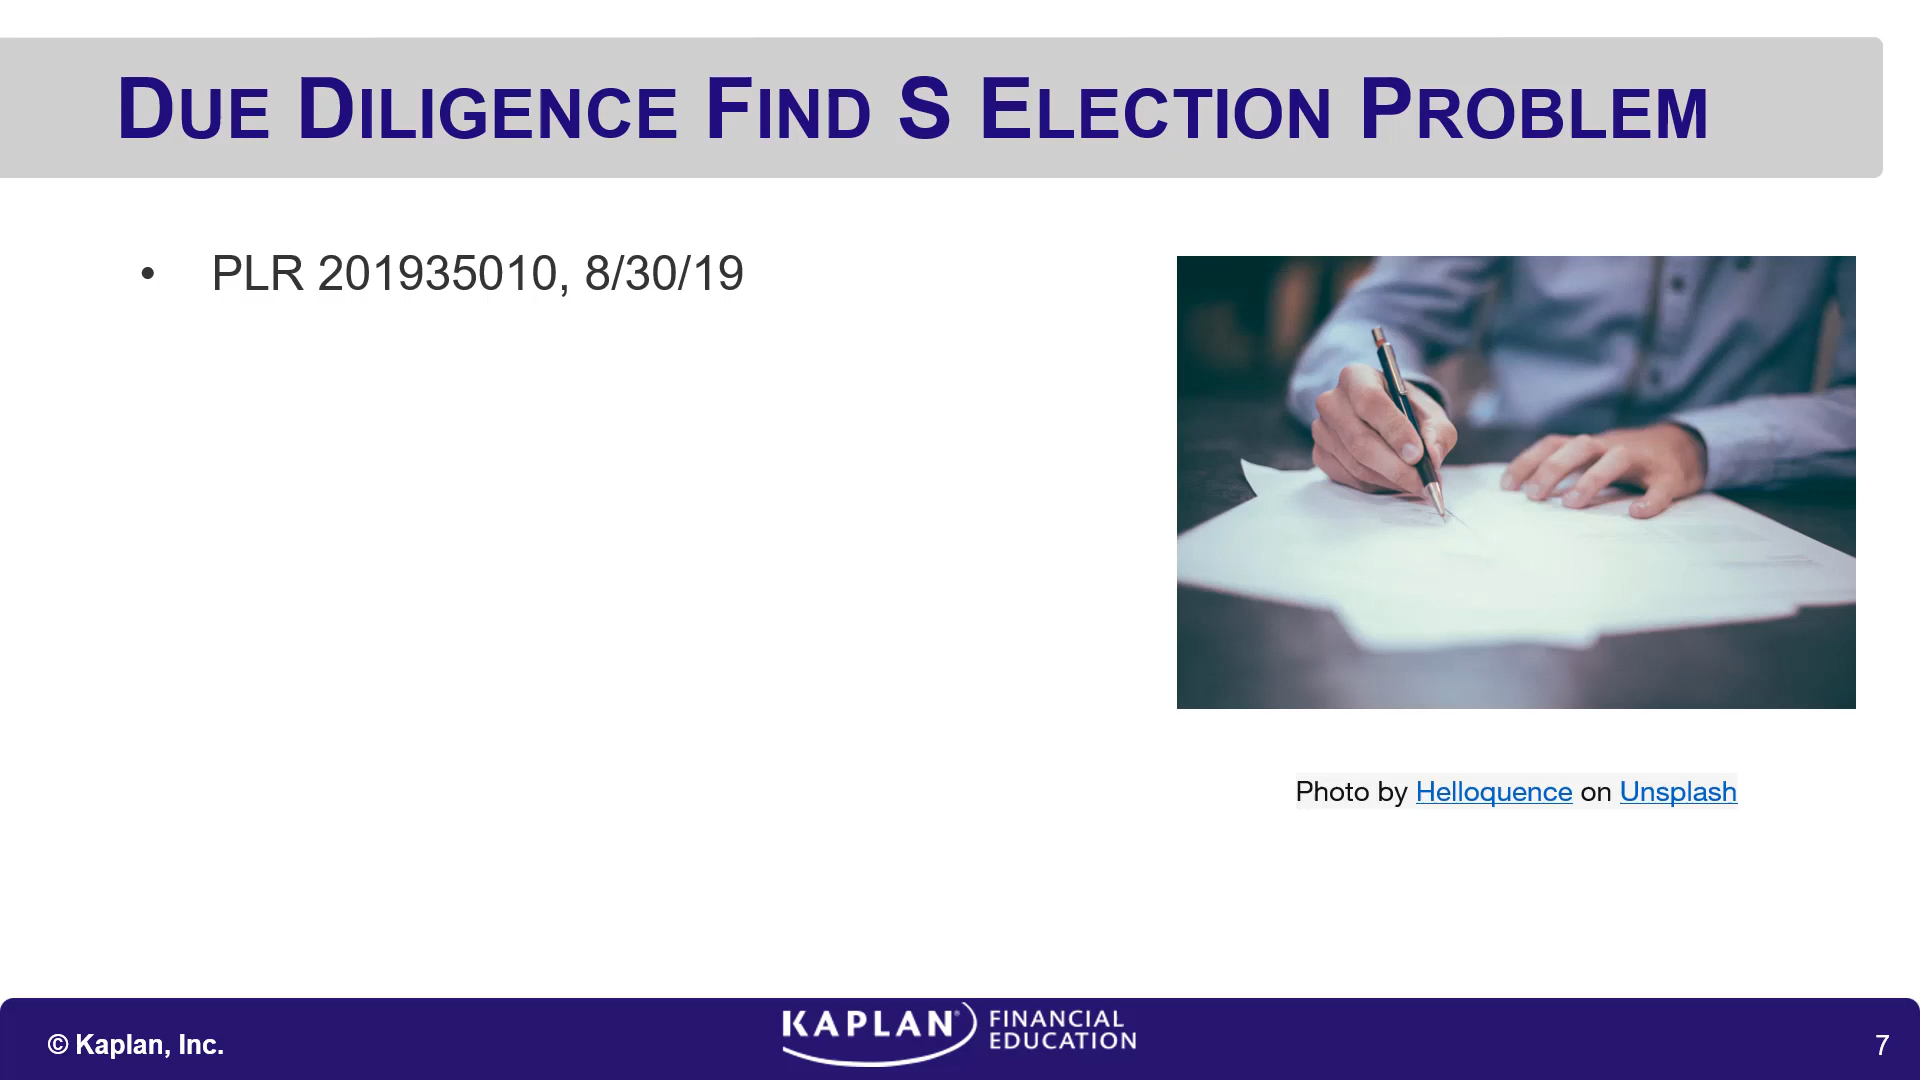 DUE DILIGENCE FIND S ELECTION PROBLEM
• PLR 201935010, 8/30/19
Photo by Helloquence on Unsplash
© Kaplan, Inc.
KAPLAN® FINANCIAL EDUCATION
7